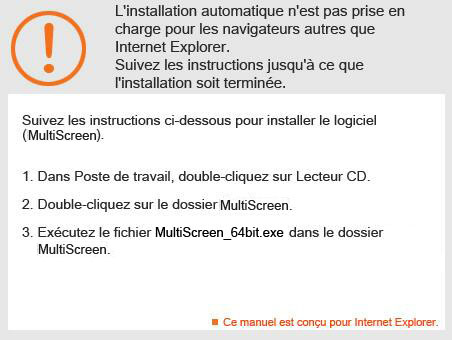 L'installation automatique n'est pas prise en
charge pour les navigateurs autres que
Internet Explorer.
Suivez les instructions jusqu'à ce que
l'installation soit terminée.
Suivez les instructions ci-dessous pour installer le logiciel
(MultiScreen).
1. Dans Poste de travail, double-cliquez sur Lecteur CD.
2. Double-cliquez sur le dossier MultiScreen.
3. Exécutez le fichier MultiScreen_64bit.exe dans le dossier
MultiScreen.
Ce manuel est conçu pour Internet Explorer.